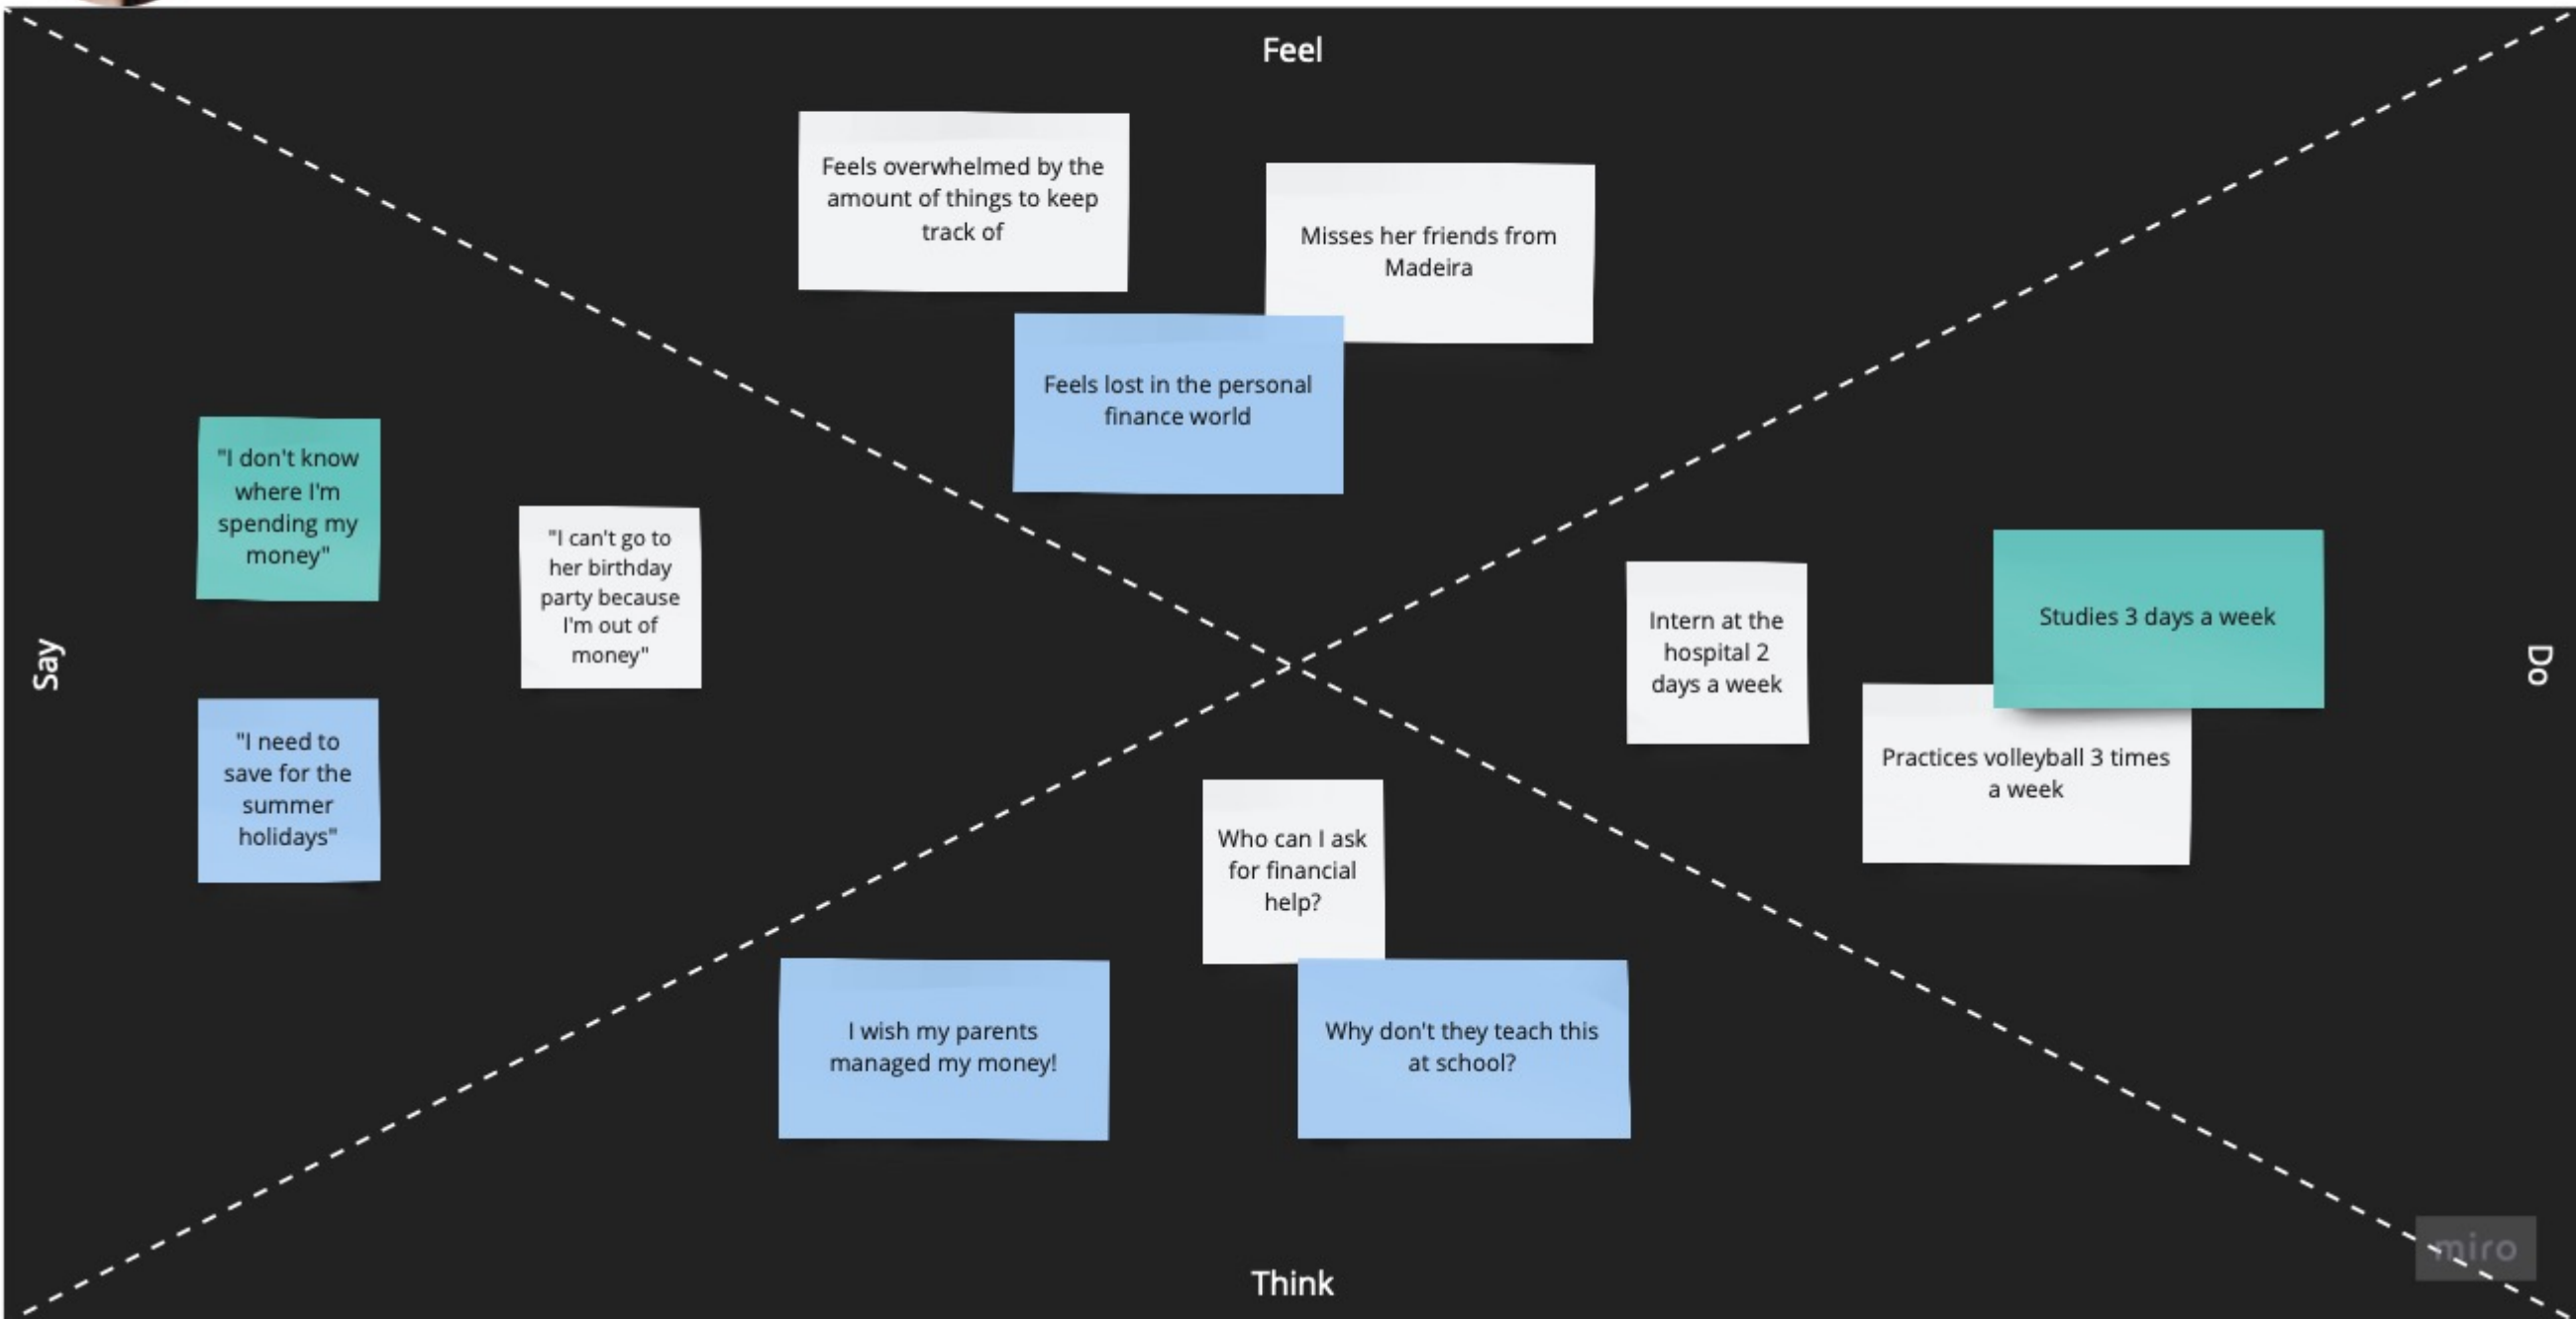 Feel
Feels overwhelmed by the
amount of things to keep
track of
Misses her friends from
Madeira
Feels lost in the personal
finance world
Say
"I don't know
where I'm
spending my
money"
"I can't go to
her birthday
party because
I'm out of
money"
"I need to
save for the
summer
holidays"
Do
Intern at the
hospital 2
days a week
Studies 3 days a week
Practices volleyball 3 times
a week
Who can I ask
for financial
help?
I wish my parents
managed my money!
Why don't they teach this
at school?
Think
miro